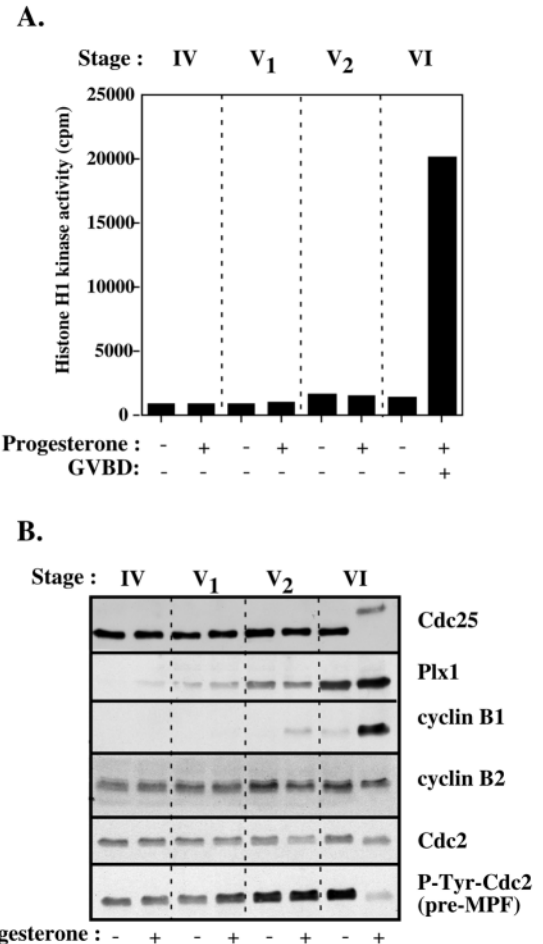 A.
Stage : IV V1 V2 VI
Histone H1 kinase activity (cpm)
25000
20000
15000
10000
5000
0
Progesterone : - + - + - + - +
GVBD: - - - - - - - +
B.
Stage : IV V1 V2 VI
Cdc25
Plx1
cyclin B1
cyclin B2
Cdc2
P-Tyr-Cdc2
(pre-MPF)
gesterone : - + - + - + - +